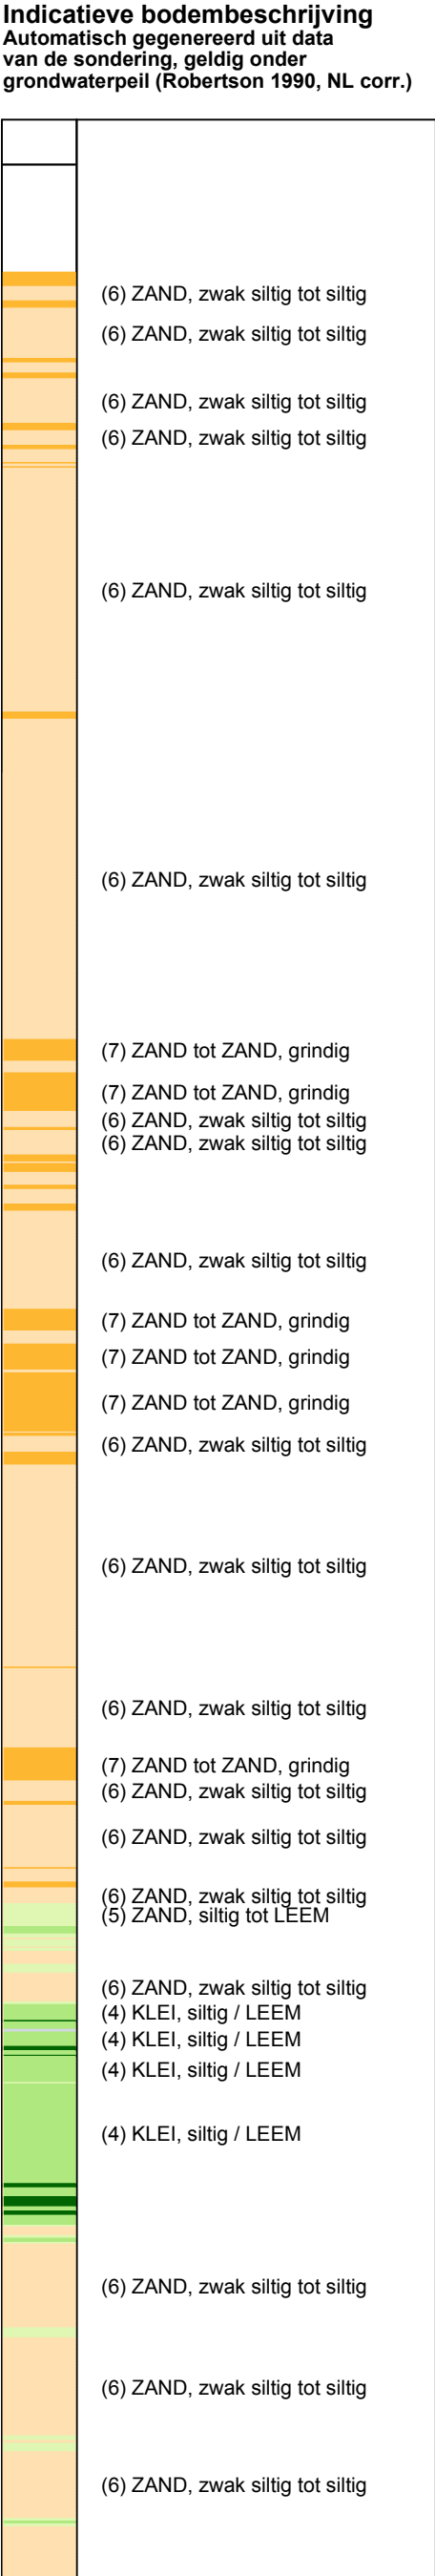 Indicatieve bodembeschrijving
Automatisch gegenereerd uit data
van de sondering, geldig onder
grondwaterpeil (Robertson 1990, NL corr.)
(6) ZAND, zwak siltig tot siltig
(6) ZAND, zwak siltig tot siltig
(6) ZAND, zwak siltig tot siltig
(6) ZAND, zwak siltig tot siltig
(6) ZAND, zwak siltig tot siltig
(6) ZAND, zwak siltig tot siltig
(7) ZAND tot ZAND, grindig
(7) ZAND tot ZAND, grindig
(6) ZAND, zwak siltig tot siltig
(6) ZAND, zwak siltig tot siltig
(6) ZAND, zwak siltig tot siltig
(7) ZAND tot ZAND, grindig
(7) ZAND tot ZAND, grindig
(7) ZAND tot ZAND, grindig
(6) ZAND, zwak siltig tot siltig
(6) ZAND, zwak siltig tot siltig
(6) ZAND, zwak siltig tot siltig
(7) ZAND tot ZAND, grindig
(6) ZAND, zwak siltig tot siltig
(6) ZAND, zwak siltig tot siltig
(6) ZAND, zwak siltig tot siltig
(5) ZAND, siltig tot LEEM
(6) ZAND, zwak siltig tot siltig
(4) KLEI, siltig / LEEM
(4) KLEI, siltig / LEEM
(4) KLEI, siltig / LEEM
(4) KLEI, siltig / LEEM
(6) ZAND, zwak siltig tot siltig
(6) ZAND, zwak siltig tot siltig
(6) ZAND, zwak siltig tot siltig